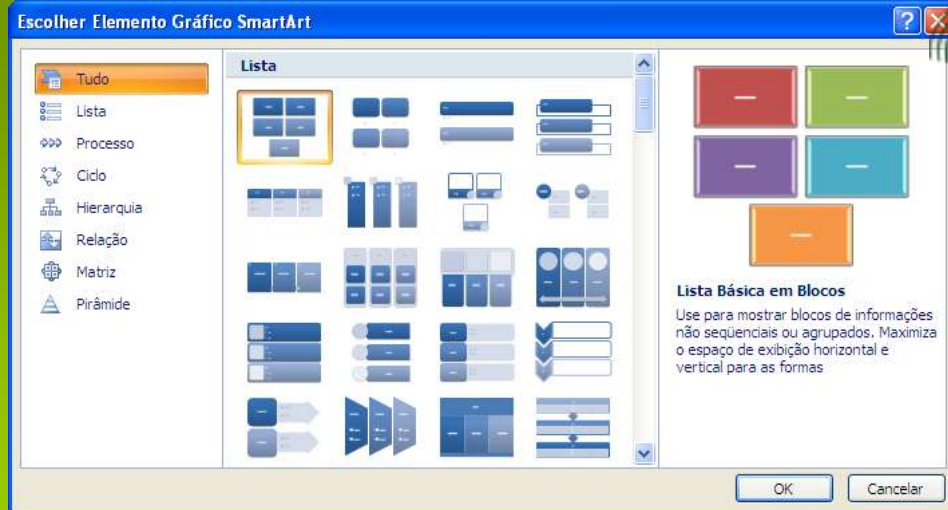 Escolher Elemento Gráfico SmartArt
Tudo
Lista
Processo
Ciclo
Hierarquia
Relação
Matriz
Pirâmide
Lista
Lista Básica em Blocos
Use para mostrar blocos de informações
não seqüenciais ou agrupados. Maximiza
o espaço de exibição horizontal e
vertical para as formas
OK
Cancelar